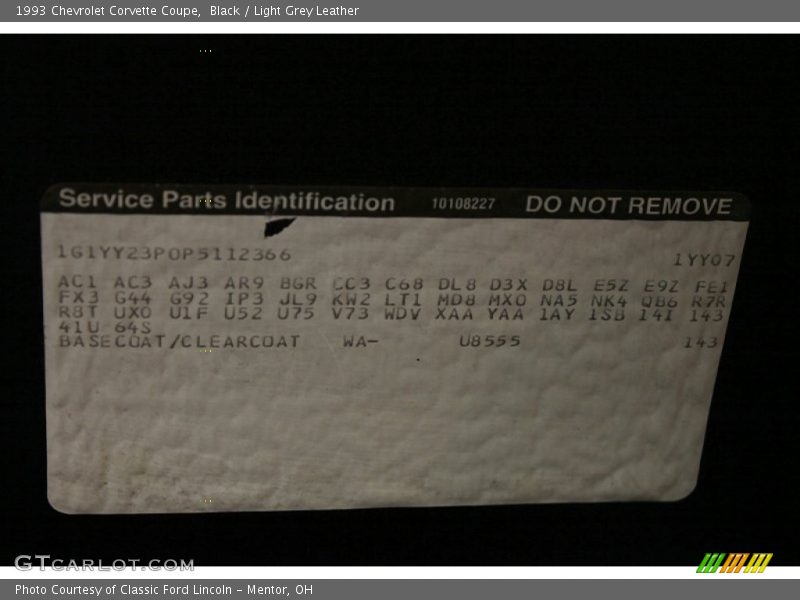 1993 Chevrolet Corvette Coupe,  Black / Light Grey Leather
Service Parts Identification 10108227 DO NOT REMOVE
1G1YY23P0P5112366 1YY07
AC1 AC3 AJ3 AR9 BGR CC3 C68 DL8 D3X D8L E5Z E9Z FE1
FX3 G44 G92 IP3 JL9 KW2 LT1 MD8 MX0 NA5 NK4 QB6 R7R
R8T UX0 U1F U52 U75 V73 WDV XAA YAA 1AY 1SB 14I 143
41U 64S
BASECOAT/CLEARCOAT WA- U8555 143
GTCARLOT.COM
Photo Courtesy of Classic Ford Lincoln - Mentor, OH